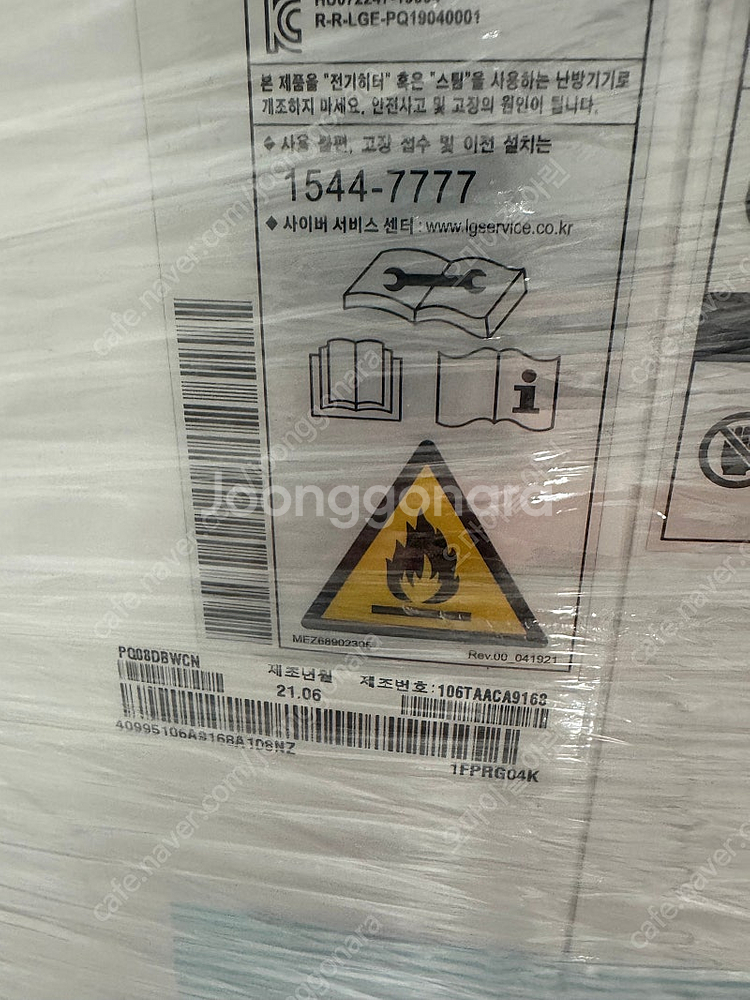 R-R-LGE-PQ19040001
본 제품을 "전기히터" 혹은 "스팀"을 사용하는 난방기기로
개조하지 마세요. 안전사고 및 고장의 원인이 됩니다.
◆ 사용 불편, 고장 접수 및 이전 설치는
1544-7777
◆ 사이버 서비스 센터 : www.lgservice.co.kr
Joonggonara
MEZ68902305
Rev.00_041921
PQ08DBWCN
제조년월
21.06
제조번호:106TAACA9168
40995106A9168A108NZ
1FPRG04K